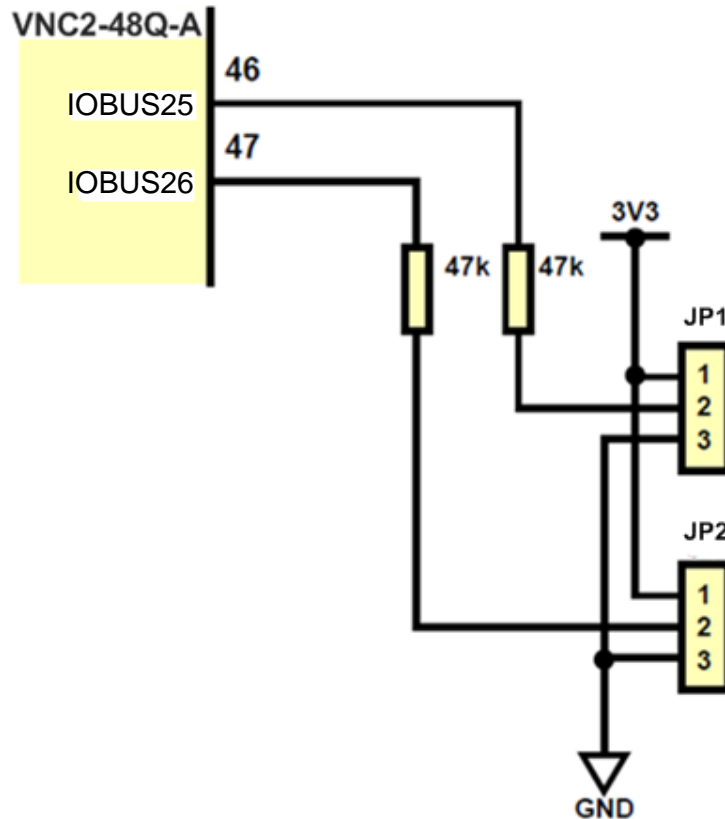 VNC2-48Q-A
46
IOBUS25
47
IOBUS26
3V3
47k 47k
JP1
1
2
3
JP2
1
2
3
GND